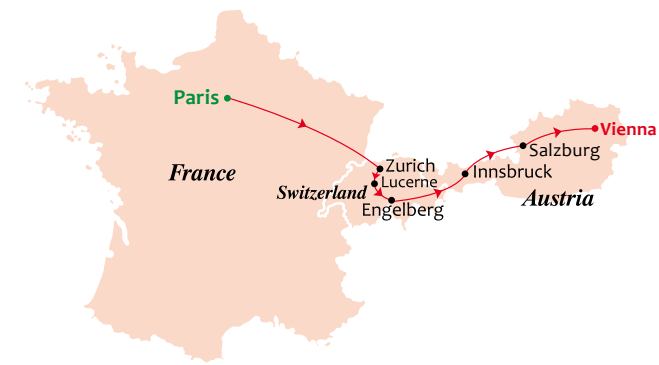 Paris
Vienna
Salzburg
Zurich
France
Innsbruck
Lucerne
Switzerland
Austria
Engelberg